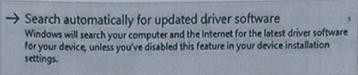 Search automatically for updated driver software
Windows will search your computer and the Internet for the latest driver software
for your device, unless you've disabled this feature in your device installation
settings.